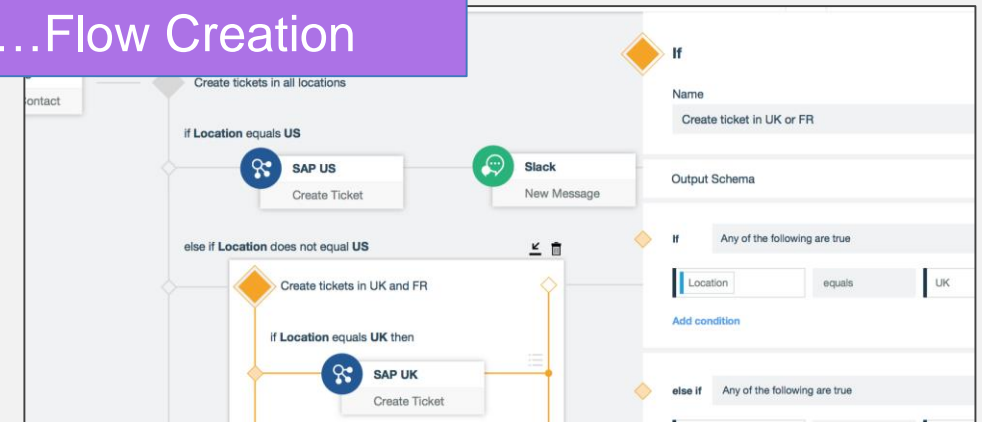 ...Flow Creation
Contact
Create tickets in all locations
if Location equals US
SAP US
Create Ticket
Slack
New Message
else if Location does not equal US
Create tickets in UK and FR
if Location equals UK then
SAP UK
Create Ticket
If
Name
Create ticket in UK or FR
Output Schema
If Any of the following are true
Location equals UK
Add condition
else if Any of the following are true